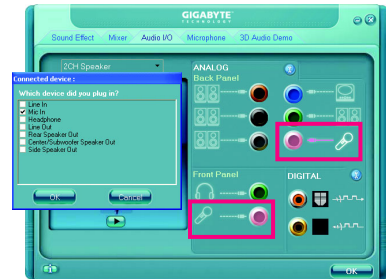 GIGABYTE
TECHNOLOGY
Sound Effect Mixer Audio I/O Microphone 3D Audio Demo
2CH Speaker
ANALOG
Back Panel
Connected device :
Which device did you plug in?
Line In
Mic In
Headphone
Line Out
Rear Speaker Out
Center/Subwoofer Speaker Out
Side Speaker Out
OK Cancel
Front Panel
DIGITAL
OK